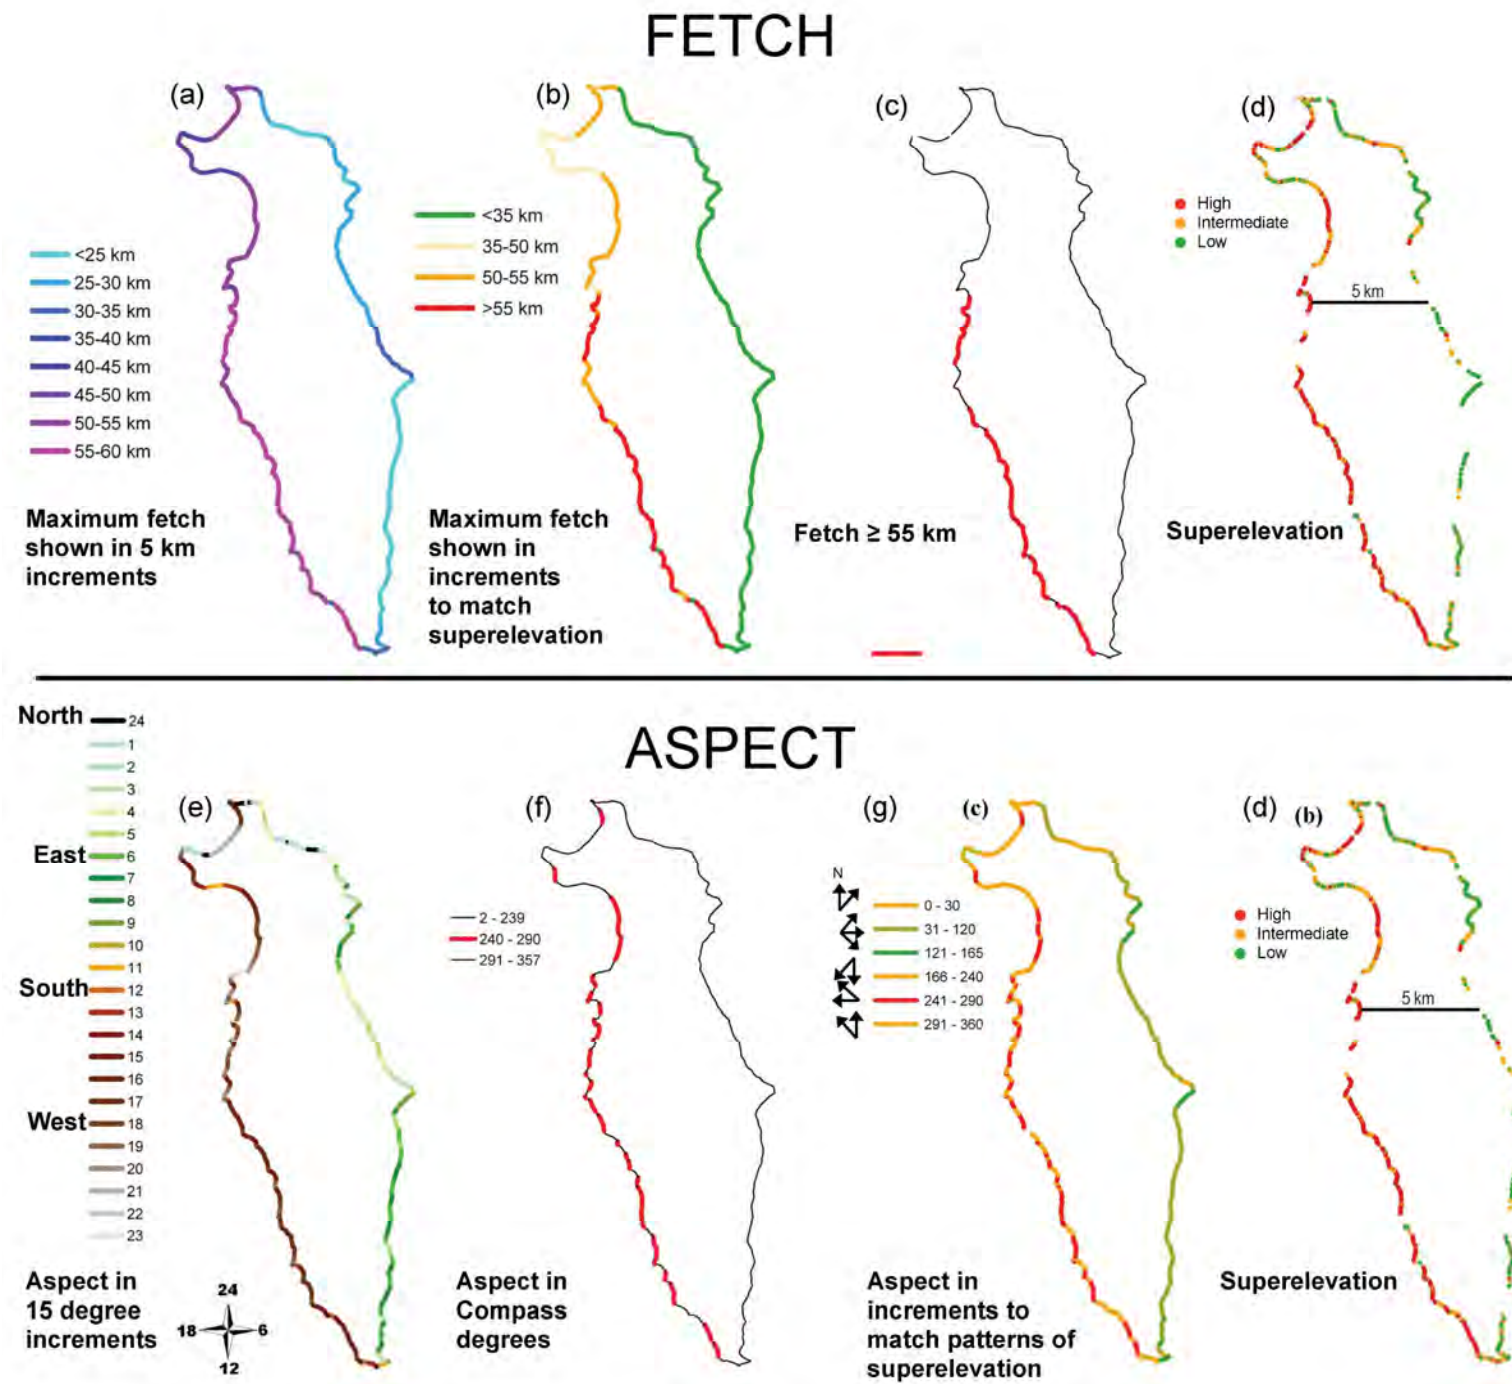 FETCH
(a)
<25 km
25-30 km
30-35 km
35-40 km
40-45 km
45-50 km
50-55 km
55-60 km
Maximum fetch
shown in 5 km
increments
(b)
<35 km
35-50 km
50-55 km
>55 km
Maximum fetch
shown in
increments
to match
superelevation
(c)
Fetch ≥ 55 km
(d)
High
Intermediate
Low
5 km
Superelevation
ASPECT
North
24
1
2
3
4
5
East
6
7
8
9
10
11
South
12
13
14
15
16
17
West
18
19
20
21
22
23
(e)
Aspect in
15 degree
increments
24
18
6
12
(f)
2 - 239
240 - 290
291 - 357
Aspect in
Compass
degrees
(g)
(c)
N
0 - 30
31 - 120
121 - 165
166 - 240
241 - 290
291 - 360
Aspect in
increments to
match patterns of
superelevation
(d)
(b)
High
Intermediate
Low
5 km
Superelevation